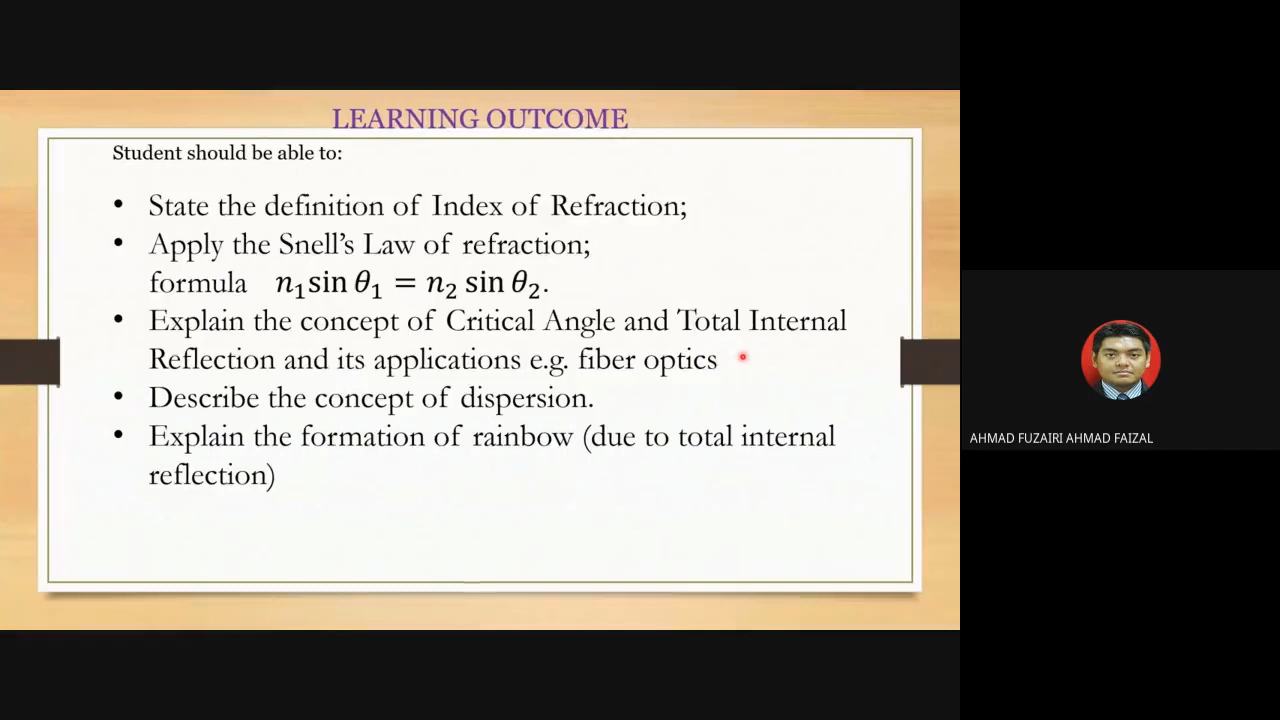 LEARNING OUTCOME
Student should be able to:
• State the definition of Index of Refraction;
• Apply the Snell’s Law of refraction;
formula n₁sin θ₁ = n₂ sin θ₂.
• Explain the concept of Critical Angle and Total Internal
Reflection and its applications e.g. fiber optics
• Describe the concept of dispersion.
• Explain the formation of rainbow (due to total internal
reflection)
AHMAD FUZAIRI AHMAD FAIZAL